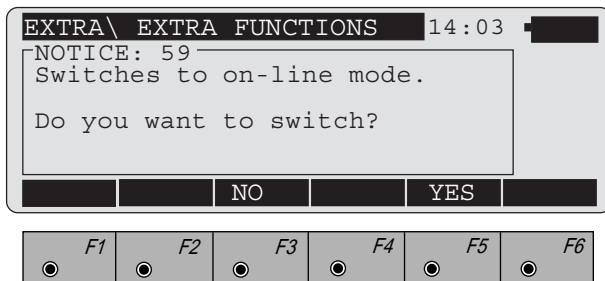 EXTRA\ EXTRA FUNCTIONS 14:03
NOTICE: 59
Switches to on-line mode.
Do you want to switch?
NO YES
F1 F2 F3 F4 F5 F6